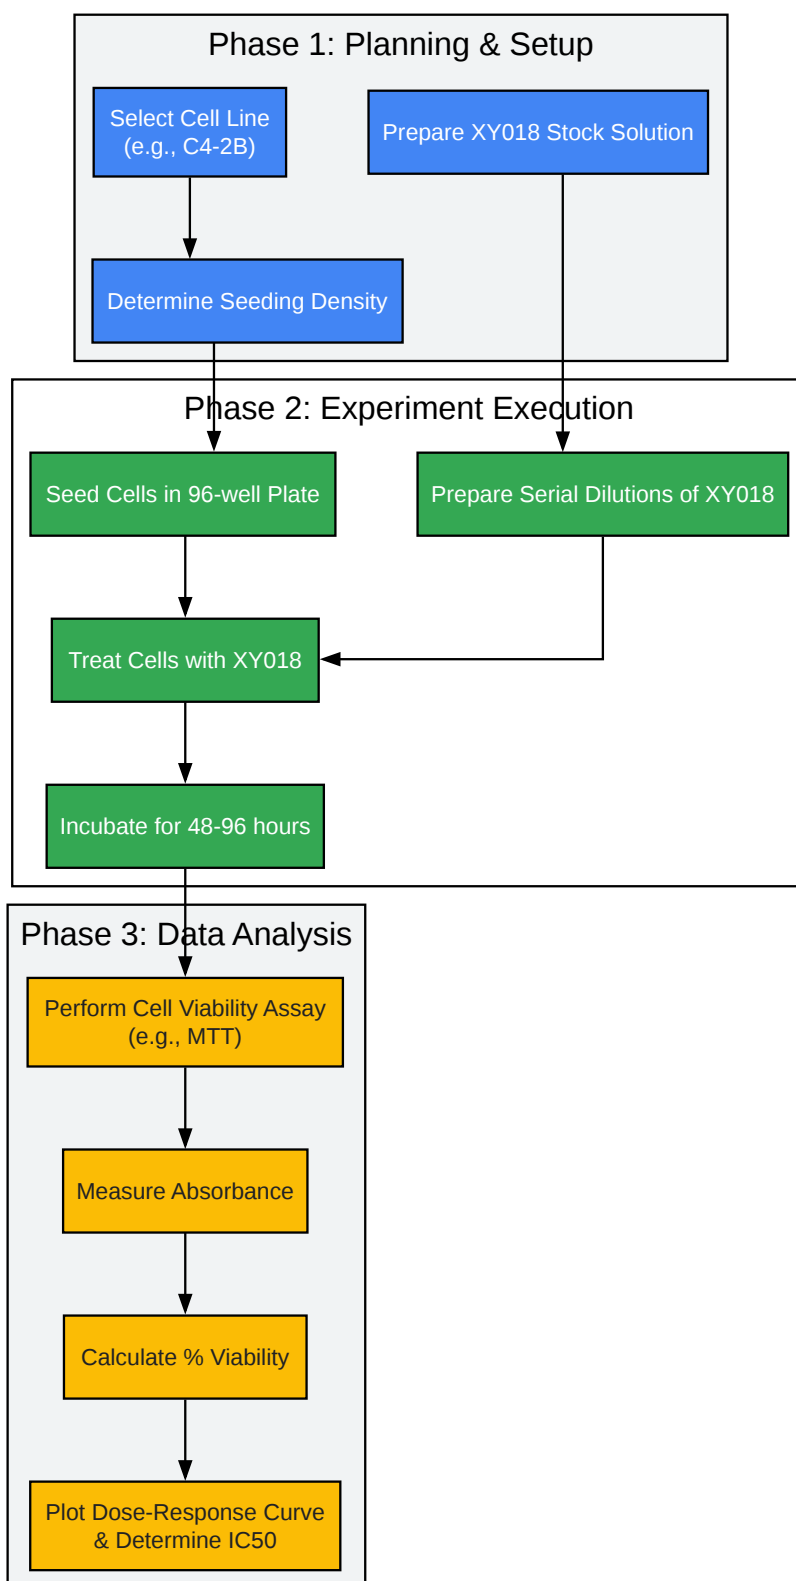 Phase 1: Planning & Setup
Select Cell Line
(e.g., C4-2B)
Prepare XY018 Stock Solution
Determine Seeding Density
Phase 2: Experiment Execution
Seed Cells in 96-well Plate
Prepare Serial Dilutions of XY018
Treat Cells with XY018
Incubate for 48-96 hours
Phase 3: Data Analysis
Perform Cell Viability Assay
(e.g., MTT)
Measure Absorbance
Calculate % Viability
Plot Dose-Response Curve
& Determine IC50